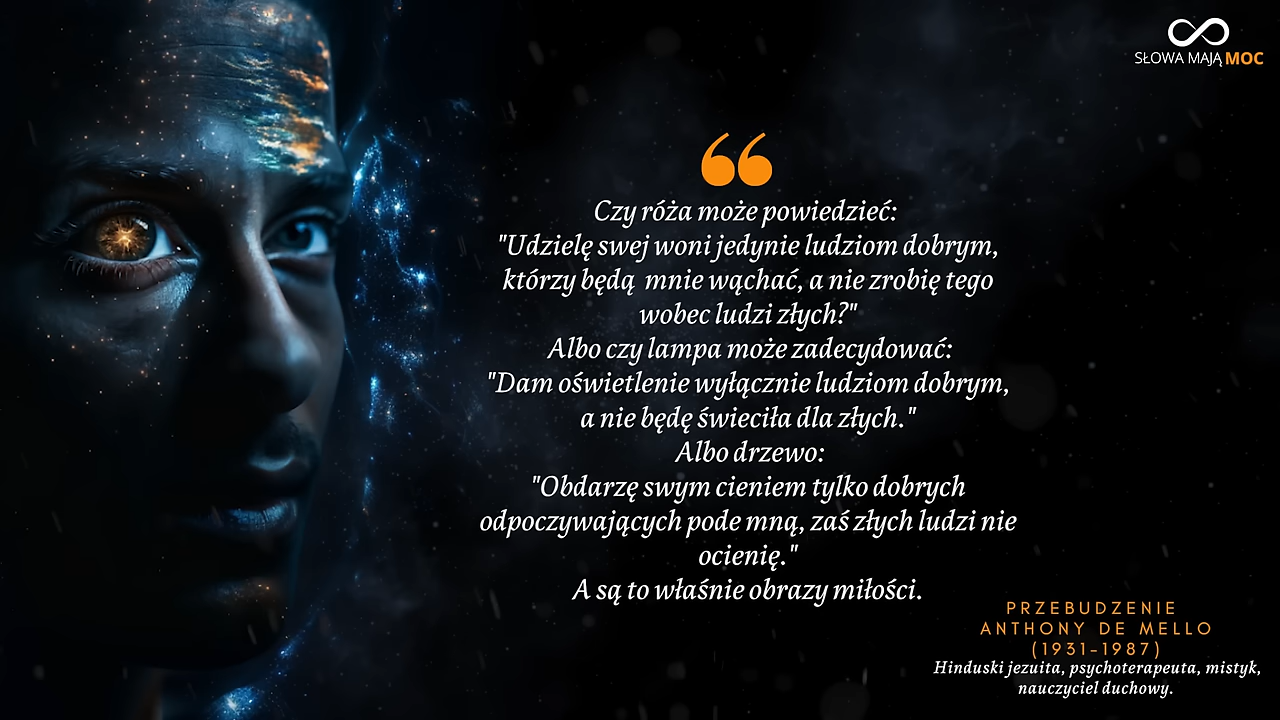 SŁOWA MAJĄ MOC
Czy róża może powiedzieć:
"Udzielę swej woni jedynie ludziom dobrym,
którzy będą  mnie wąchać, a nie zrobię tego
wobec ludzi złych?"
Albo czy lampa może zadecydować:
"Dam oświetlenie wyłącznie ludziom dobrym,
a nie będę świeciła dla złych."
Albo drzewo:
"Obdarzę swym cieniem tylko dobrych
odpoczywających pode mną, zaś złych ludzi nie
ocienię."
A są to właśnie obrazy miłości.
PRZEBUDZENIE
ANTHONY DE MELLO
(1931-1987)
Hinduski jezuita, psychoterapeuta, mistyk,
nauczyciel duchowy.